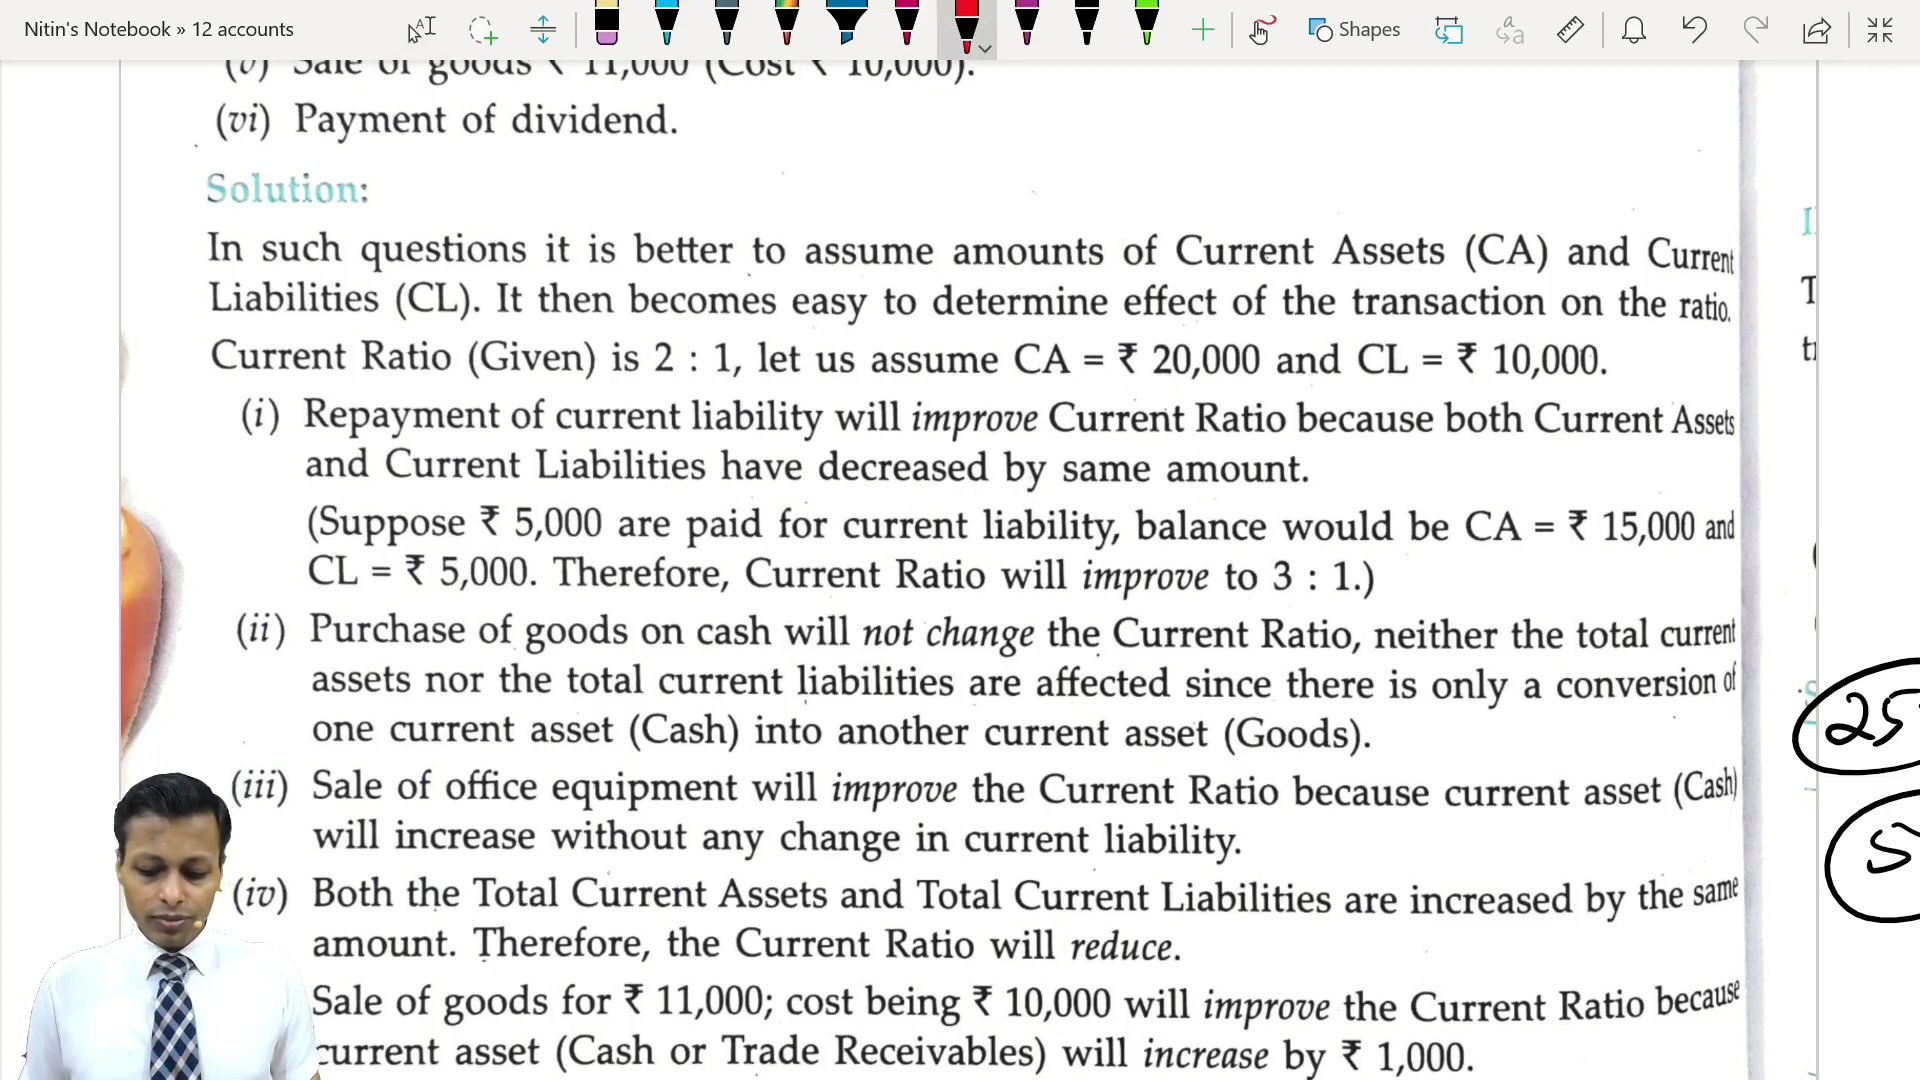 Nitin's Notebook » 12 accounts
Shapes
(v) Sale of goods ₹ 11,000 (Cost ₹ 10,000).
(vi) Payment of dividend.
Solution:
In such questions it is better to assume amounts of Current Assets (CA) and Current
Liabilities (CL). It then becomes easy to determine effect of the transaction on the ratio.
Current Ratio (Given) is 2 : 1, let us assume CA = ₹ 20,000 and CL = ₹ 10,000.
(i) Repayment of current liability will improve Current Ratio because both Current Assets
and Current Liabilities have decreased by same amount.
(Suppose ₹ 5,000 are paid for current liability, balance would be CA = ₹ 15,000 and
CL = ₹ 5,000. Therefore, Current Ratio will improve to 3 : 1.)
(ii) Purchase of goods on cash will not change the Current Ratio, neither the total current
assets nor the total current liabilities are affected since there is only a conversion of
one current asset (Cash) into another current asset (Goods).
(iii) Sale of office equipment will improve the Current Ratio because current asset (Cash)
will increase without any change in current liability.
(iv) Both the Total Current Assets and Total Current Liabilities are increased by the same
amount. Therefore, the Current Ratio will reduce.
Sale of goods for ₹ 11,000; cost being ₹ 10,000 will improve the Current Ratio because
current asset (Cash or Trade Receivables) will increase by ₹ 1,000.
25
5